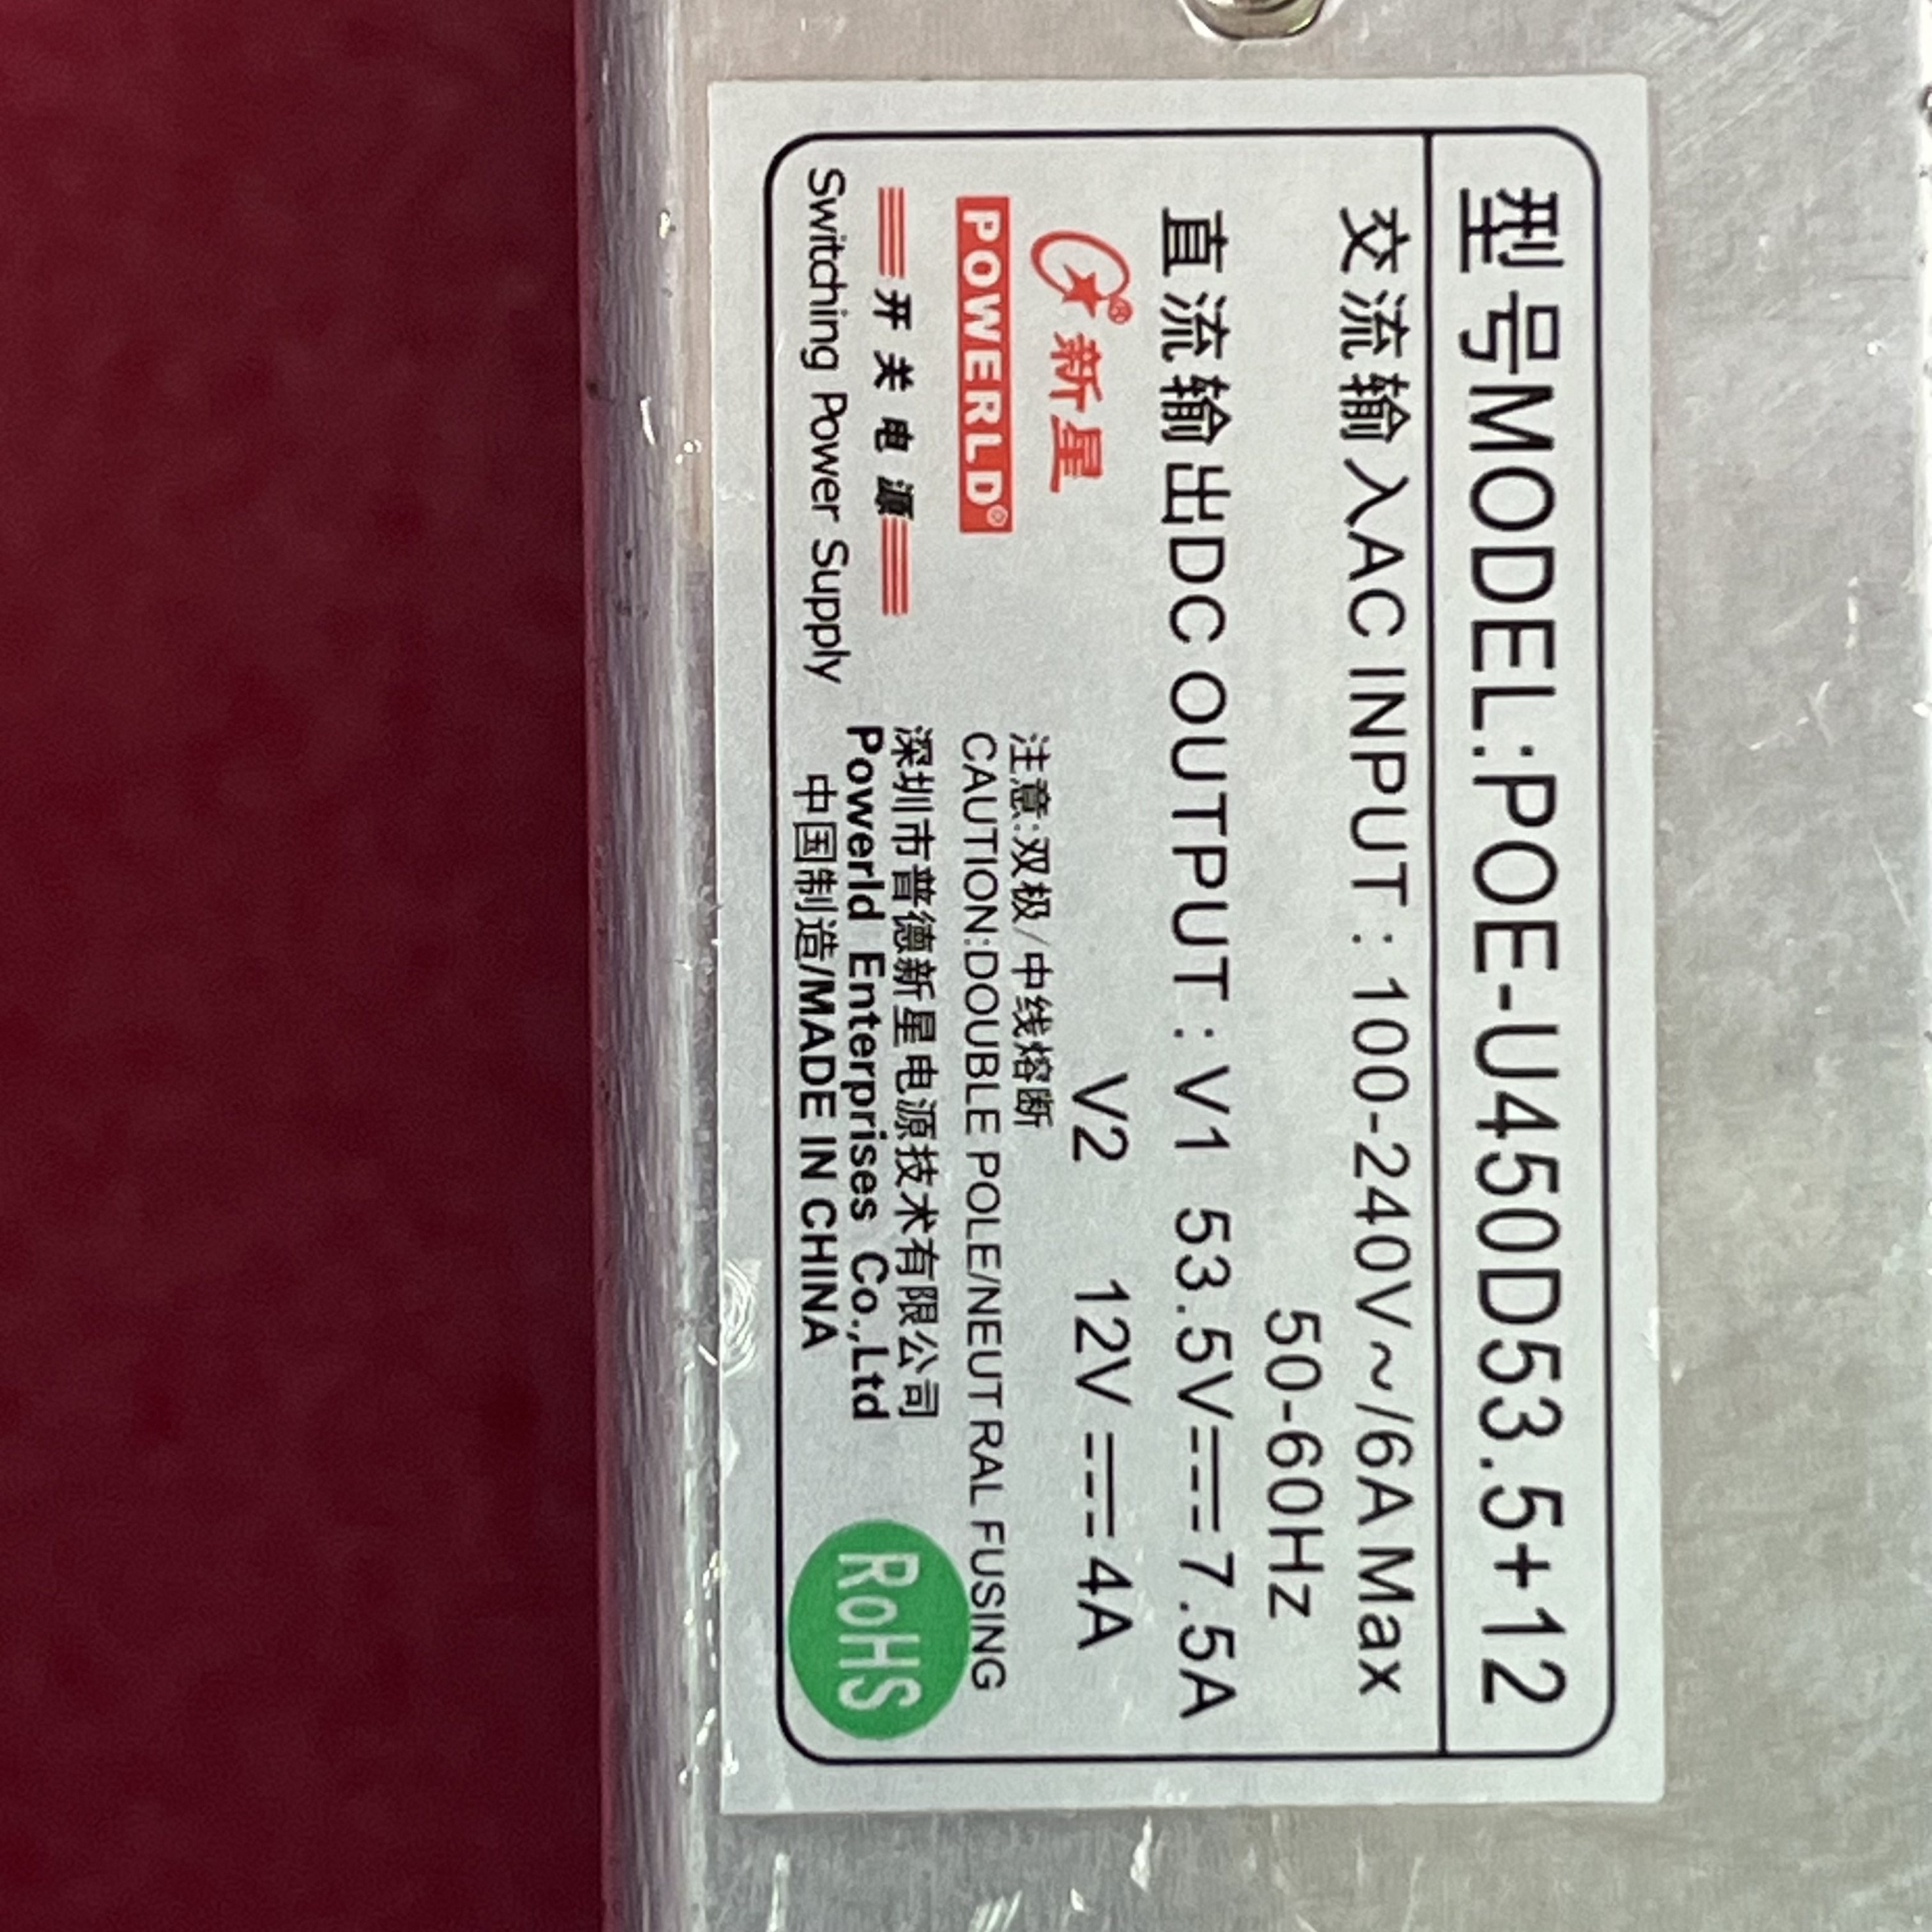 型号MODEL:POE-U450D53.5+12
交流输入AC INPUT : 100-240V~/6A Max
50-60Hz
直流输出DC OUTPUT : V1 53.5V⎓7.5A
V2 12V⎓4A
新星
POWERLD®
开关电源
Switching Power Supply
注意:双极/中线熔断
CAUTION:DOUBLE POLE/NEUTRAL FUSING
深圳市普德新星电源技术有限公司
Powerld Enterprises Co.,Ltd
中国制造/MADE IN CHINA
RoHS